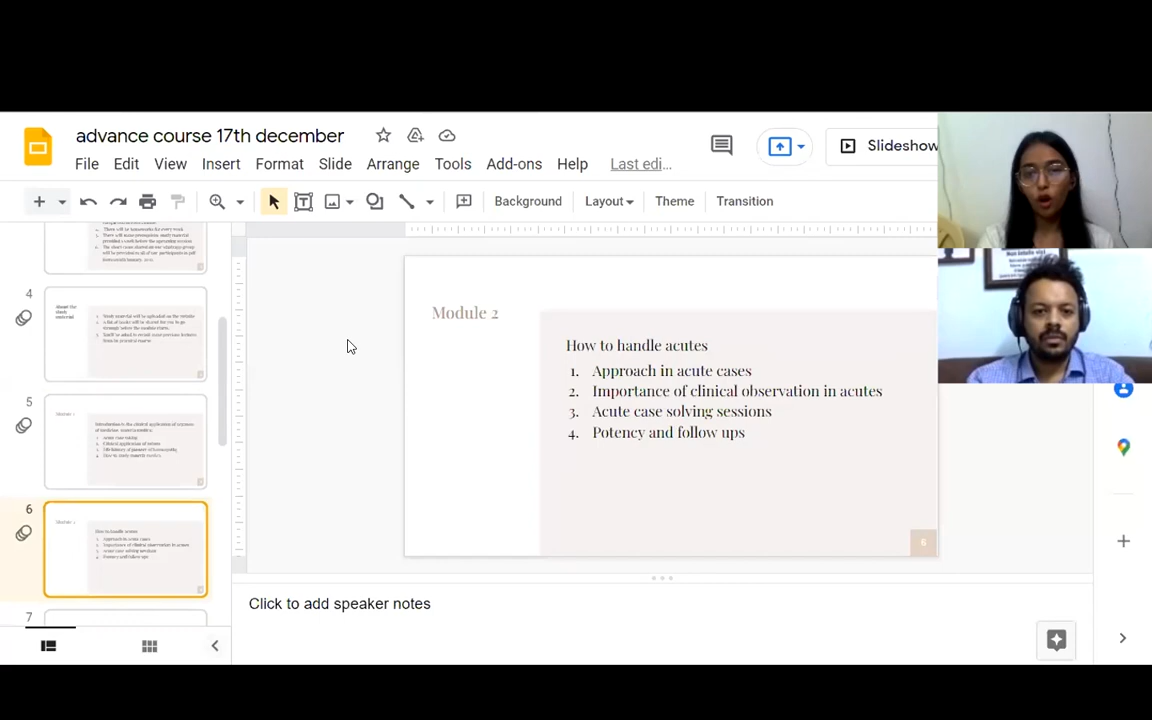 advance course 17th december
File Edit View Insert Format Slide Arrange Tools Add-ons Help Last edi...
Slideshow
Background Layout Theme Transition
4
5
6
7
Module 2
How to handle acutes
1. Approach in acute cases
2. Importance of clinical observation in acutes
3. Acute case solving sessions
4. Potency and follow ups
6
Click to add speaker notes